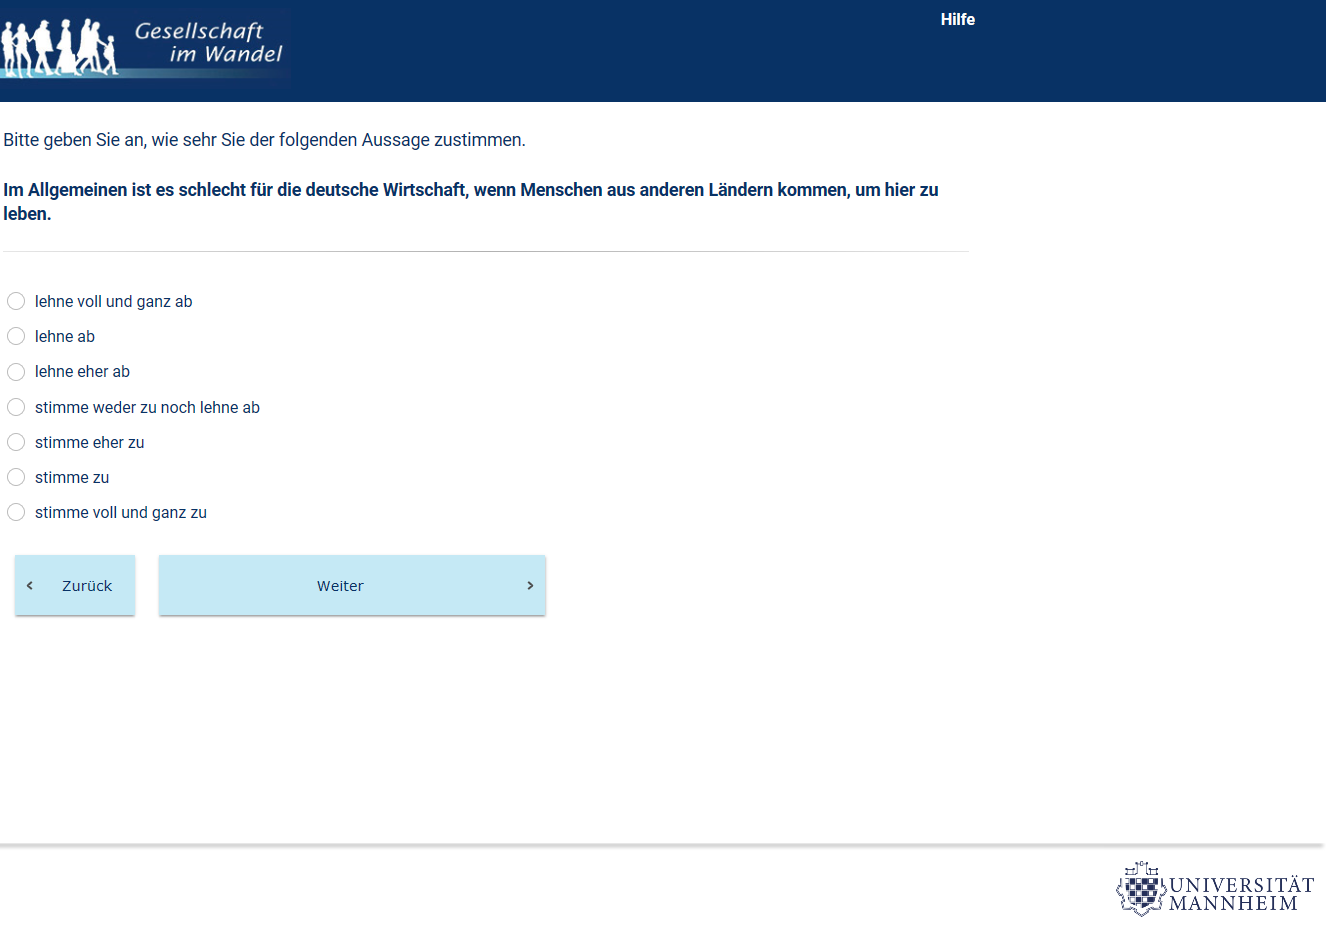 Gesellschaft
im Wandel
Hilfe
Bitte geben Sie an, wie sehr Sie der folgenden Aussage zustimmen.
Im Allgemeinen ist es schlecht für die deutsche Wirtschaft, wenn Menschen aus anderen Ländern kommen, um hier zu
leben.
lehne voll und ganz ab
lehne ab
lehne eher ab
stimme weder zu noch lehne ab
stimme eher zu
stimme zu
stimme voll und ganz zu
Zurück
Weiter
UNIVERSITÄT
MANNHEIM